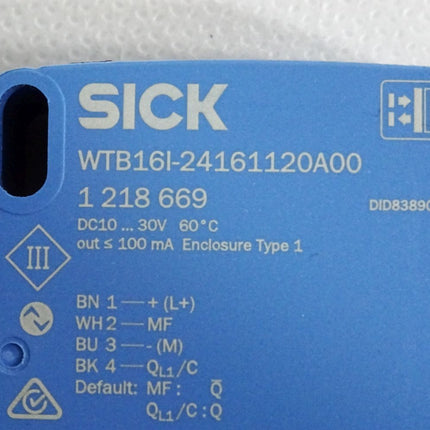 SICK
WTB16I-24161120A00
1 218 669
DID83890
DC10 ... 30V 60°C
out ≤ 100 mA Enclosure Type 1
III
BN 1 — + (L+)
WH 2 — MF
BU 3 — - (M)
BK 4 — QL1/C
Default: MF : Q̅
QL1/C : Q